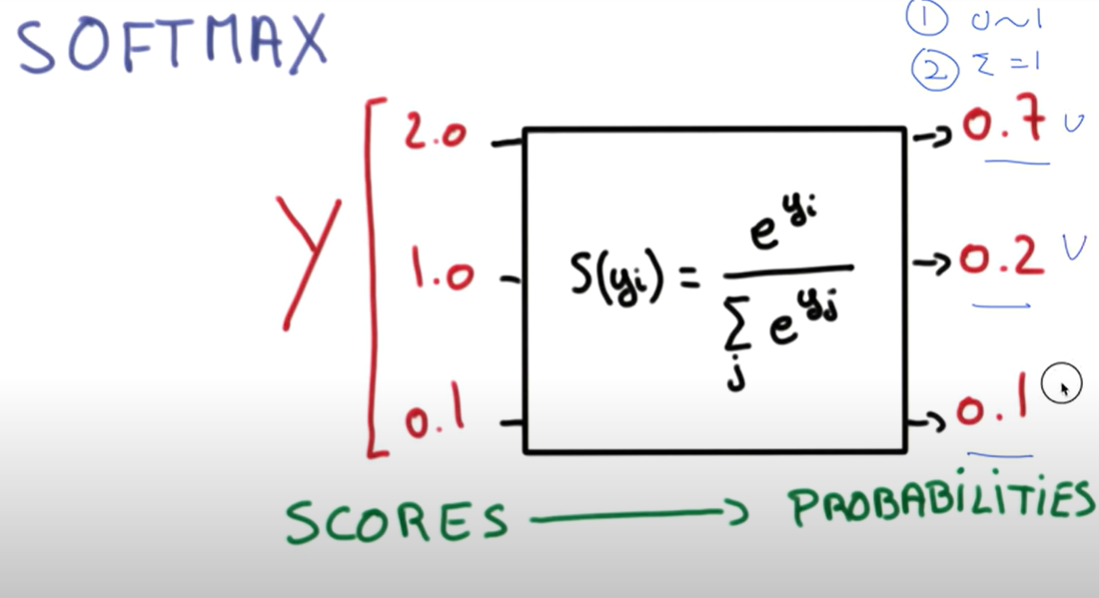 SOFTMAX
① 0~1
② Σ=1
Y
2.0
1.0
0.1
S(yi) = e^yi / Σj e^yj
→ 0.7 ∪
→ 0.2 ∪
→ 0.1
SCORES → PROBABiLiTiES